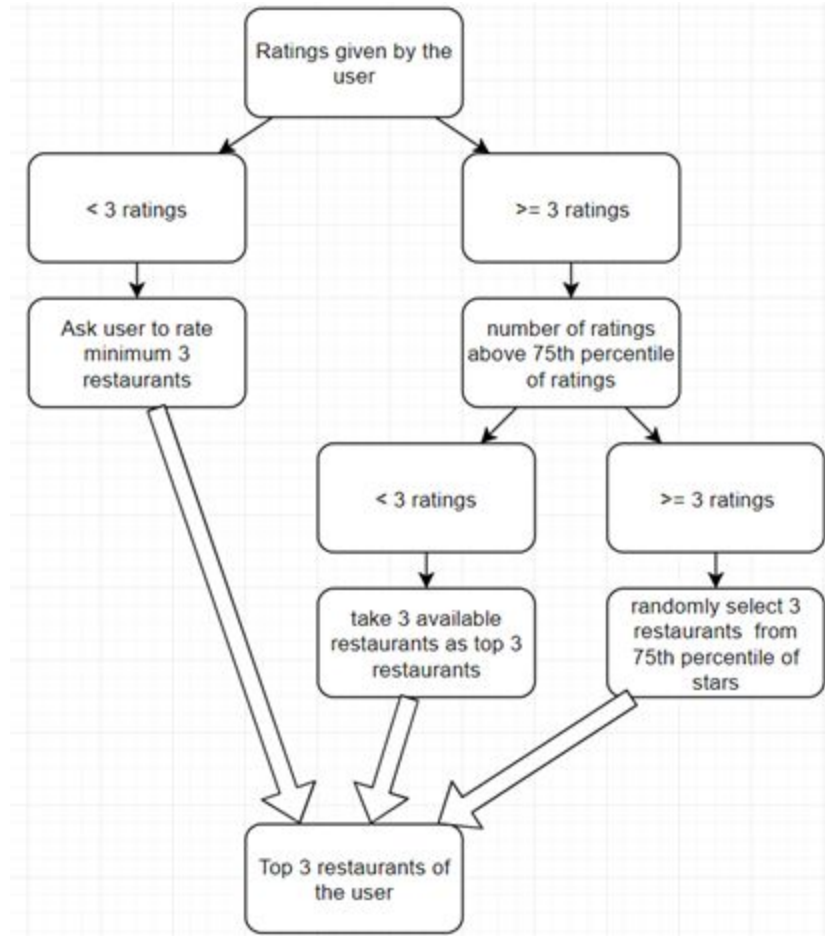 Ratings given by the
user
< 3 ratings
>= 3 ratings
Ask user to rate
minimum 3
restaurants
number of ratings
above 75th percentile
of ratings
< 3 ratings
>= 3 ratings
take 3 available
restaurants as top 3
restaurants
randomly select 3
restaurants from
75th percentile of
stars
Top 3 restaurants of
the user